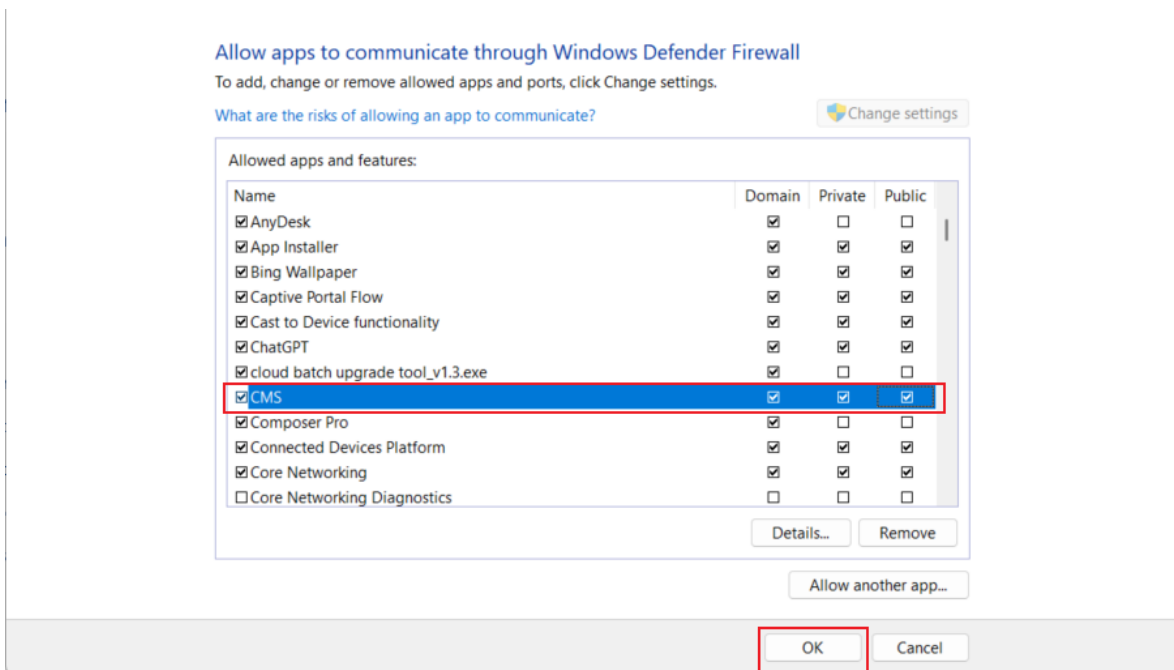 Allow apps to communicate through Windows Defender Firewall
To add, change or remove allowed apps and ports, click Change settings.
What are the risks of allowing an app to communicate?
Change settings
Allowed apps and features:
Name Domain Private Public
AnyDesk
App Installer
Bing Wallpaper
Captive Portal Flow
Cast to Device functionality
ChatGPT
cloud batch upgrade tool_v1.3.exe
CMS
Composer Pro
Connected Devices Platform
Core Networking
Core Networking Diagnostics
Details... Remove
Allow another app...
OK Cancel